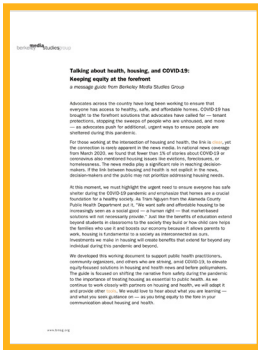 berkeley media studies group
Talking about health, housing, and COVID-19:
Keeping equity at the forefront
a message guide from Berkeley Media Studies Group
Advocates across the country have long been working to ensure that
everyone has access to healthy, safe, and affordable homes. COVID-19 has
brought to the forefront solutions that advocates have called for — tenant
protections, stopping the sweeps of people who are unhoused, and more
— as advocates push for additional, urgent ways to ensure people are
sheltered during this pandemic.
For those working at the intersection of housing and health, the link is clear, yet
the connection is rarely apparent in the news media. In national news coverage
from March 2020, we found that fewer than 1% of stories about COVID-19 or
coronavirus also mentioned housing issues like evictions, foreclosures, or
homelessness. The news media play a significant role in reaching decision-
makers. If the link between housing and health is not explicit in the news,
decision-makers and the public may not prioritize addressing housing needs.
At this moment, we must highlight the urgent need to ensure everyone has safe
shelter during the COVID-19 pandemic and emphasize that homes are a crucial
foundation for a healthy society. As Tram Nguyen from the Alameda County
Public Health Department put it, "We want safe and affordable housing to be
increasingly seen as a social good — a human right — that market-based
solutions will not necessarily provide." Just like the benefits of education extend
beyond students in classrooms to the society they build or how child care helps
the families who use it and boosts our economy because it allows parents to
work, housing is fundamental to a society as interconnected as ours.
Investments we make in housing will create benefits that extend far beyond any
individual during this pandemic and beyond.
We developed this working document to support public health practitioners,
community organizers, and others who are striving, amid COVID-19, to elevate
equity-focused solutions in housing and health news and before policymakers.
The guide is focused on shifting the narrative from safety during the pandemic
to the importance of treating housing as essential to public health. As we
continue to work closely with partners on housing and health, we will adapt it
and provide other tools. We would love to hear about what you are learning —
and what you seek guidance on — as you bring equity to the fore in your
communication about housing and health.
www.bmsg.org